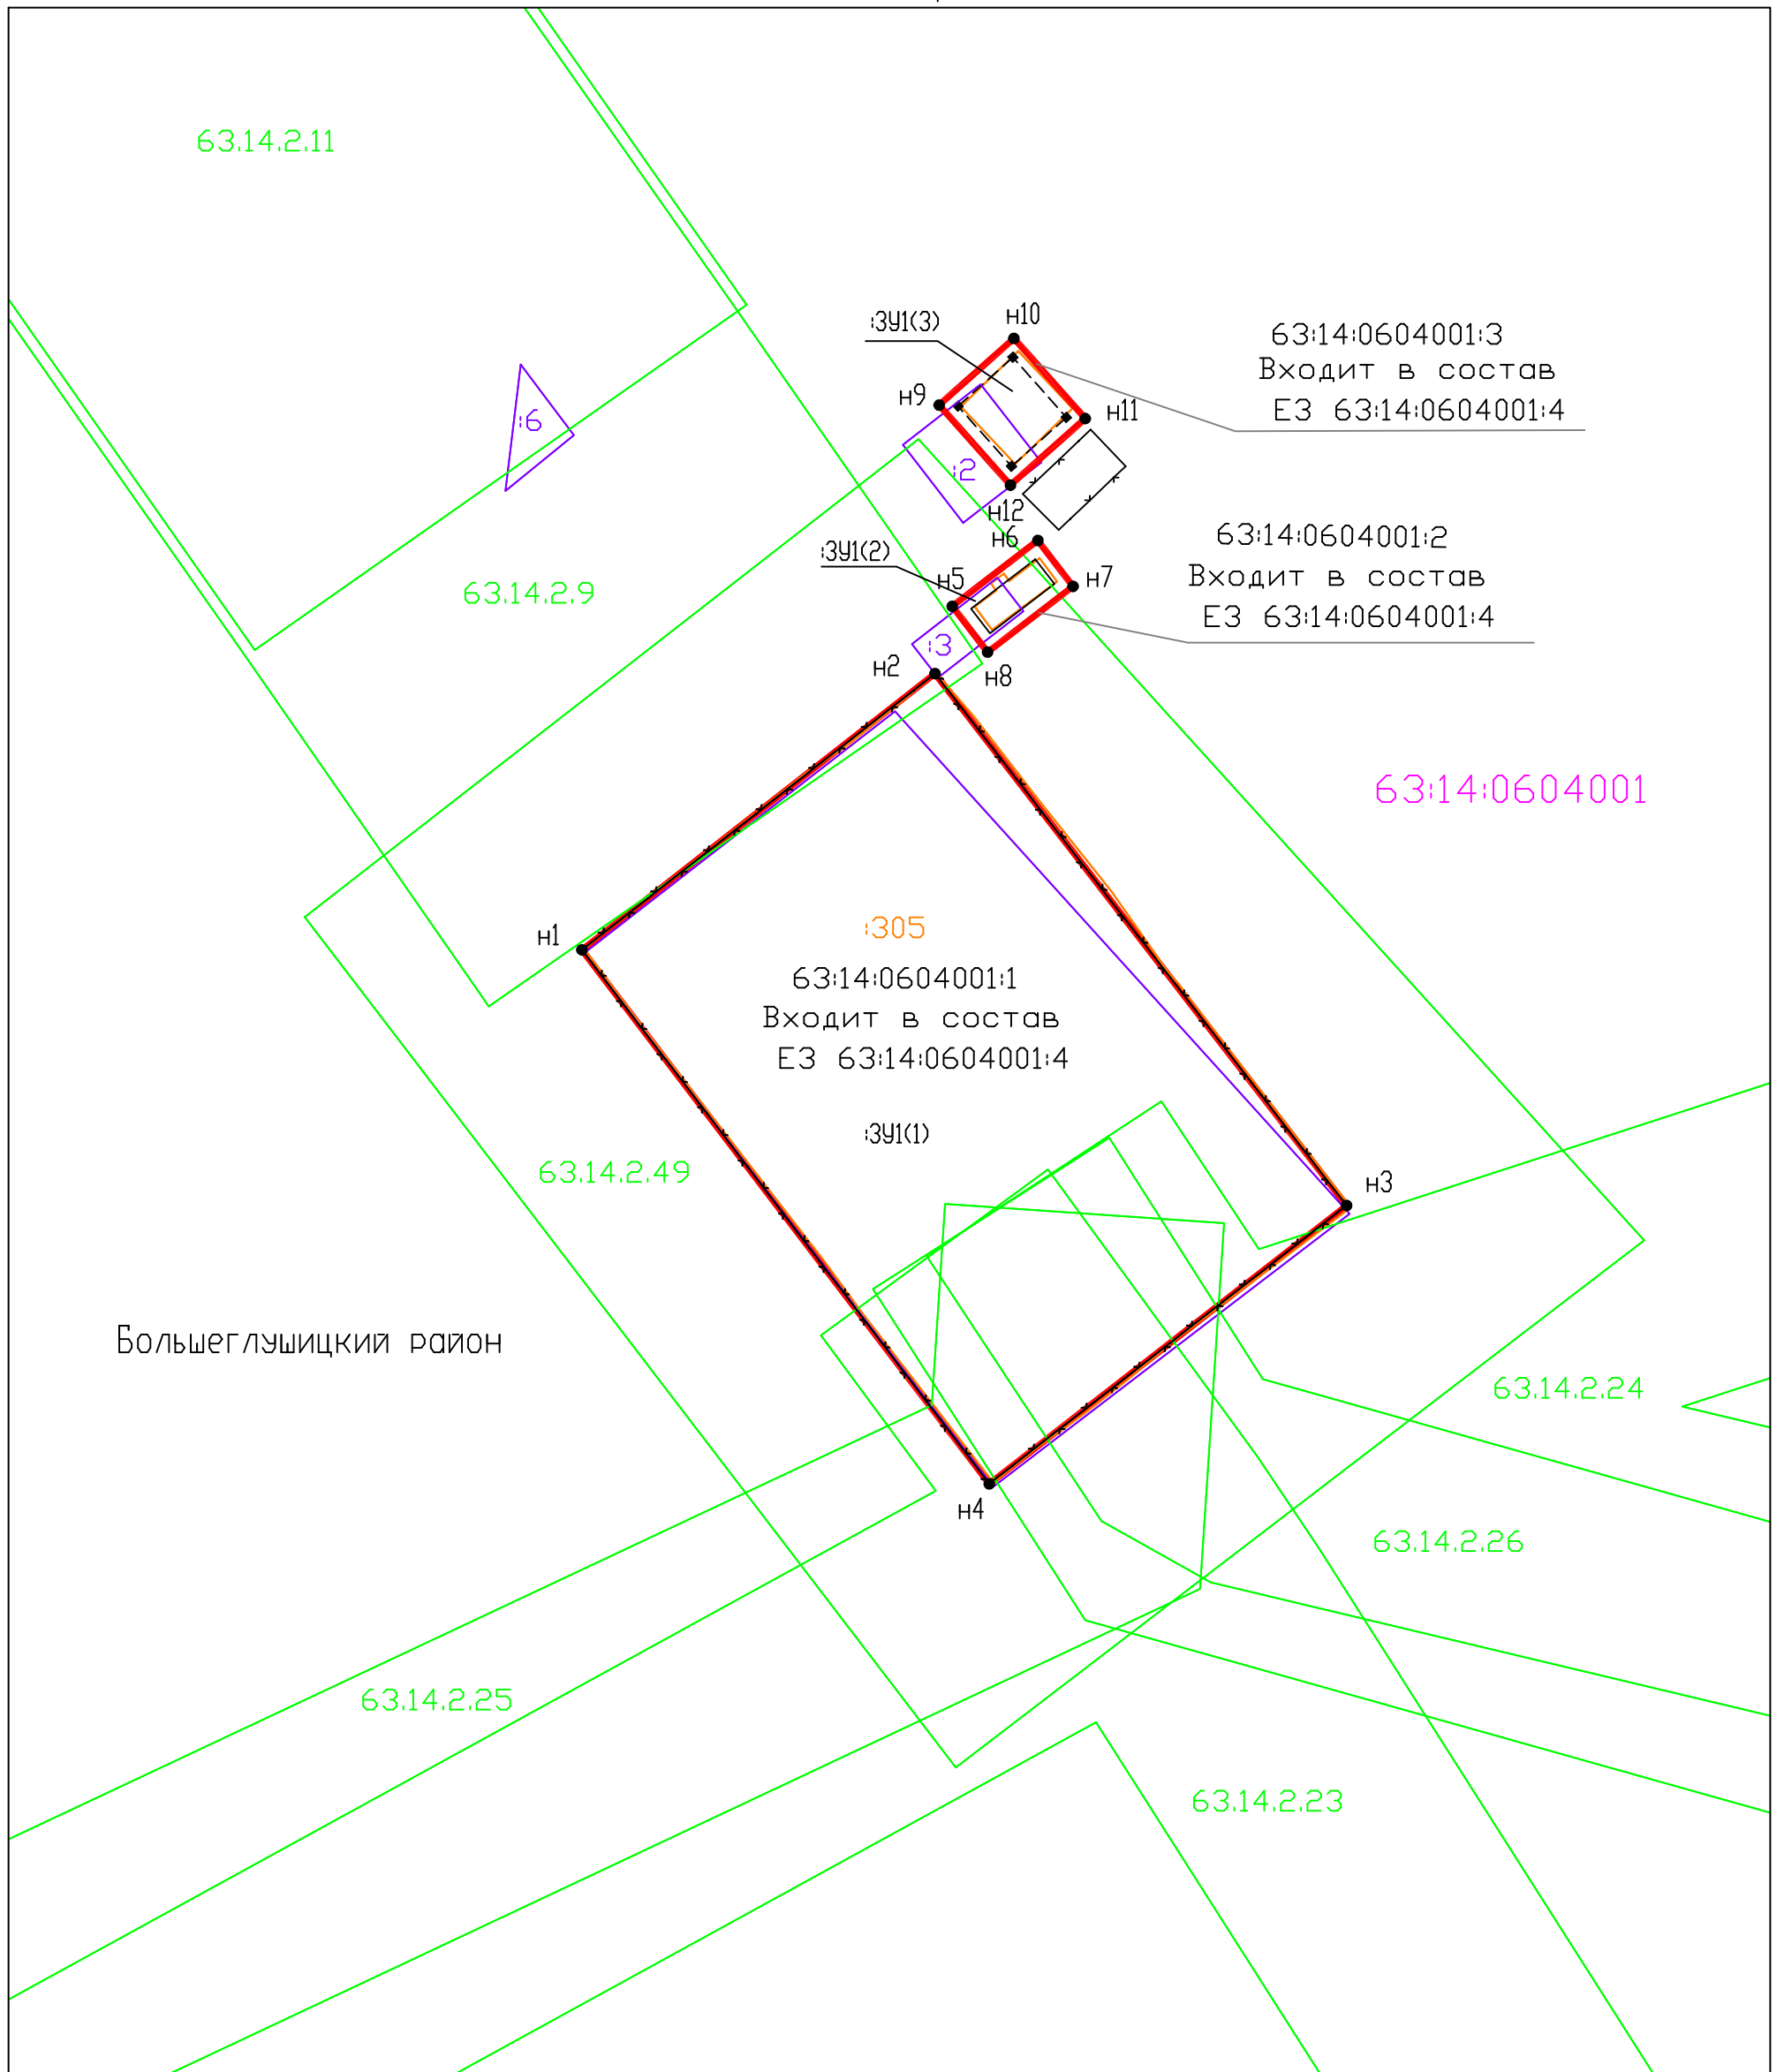 63.14.2.11
н10
:ЗУ1(3)
63:14:0604001:3
Входит в состав
ЕЗ 63:14:0604001:4
н9
н11
:6
:2
н12
н6
63:14:0604001:2
Входит в состав
ЕЗ 63:14:0604001:4
:ЗУ1(2)
н5
н7
63.14.2.9
:3
н2
н8
63:14:0604001
н1
:305
63:14:0604001:1
Входит в состав
ЕЗ 63:14:0604001:4
:ЗУ1(1)
63.14.2.49
н3
Большеглушицкий район
63.14.2.24
н4
63.14.2.26
63.14.2.25
63.14.2.23